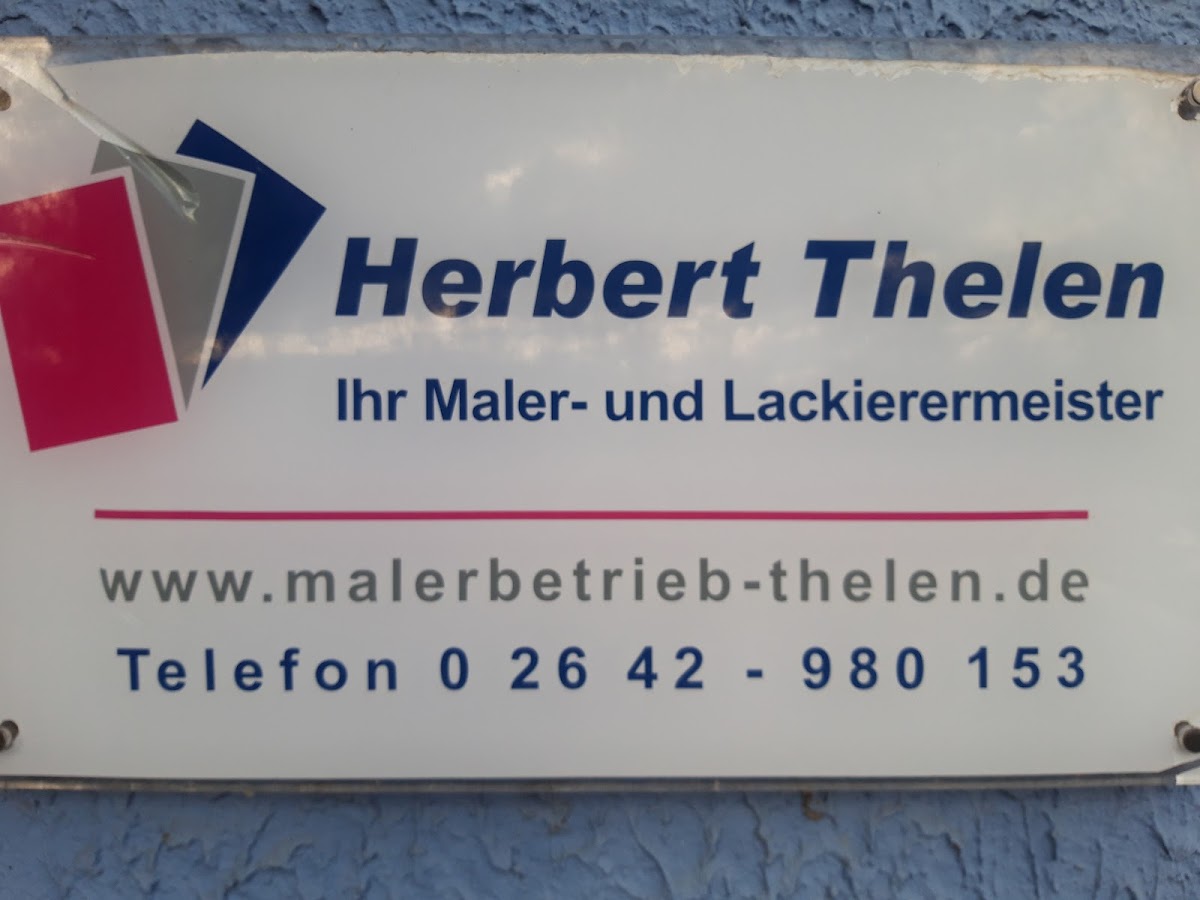 Herbert Thelen
Ihr Maler- und Lackierermeister
www.malerbetrieb-thelen.de
Telefon 0 26 42 - 980 153